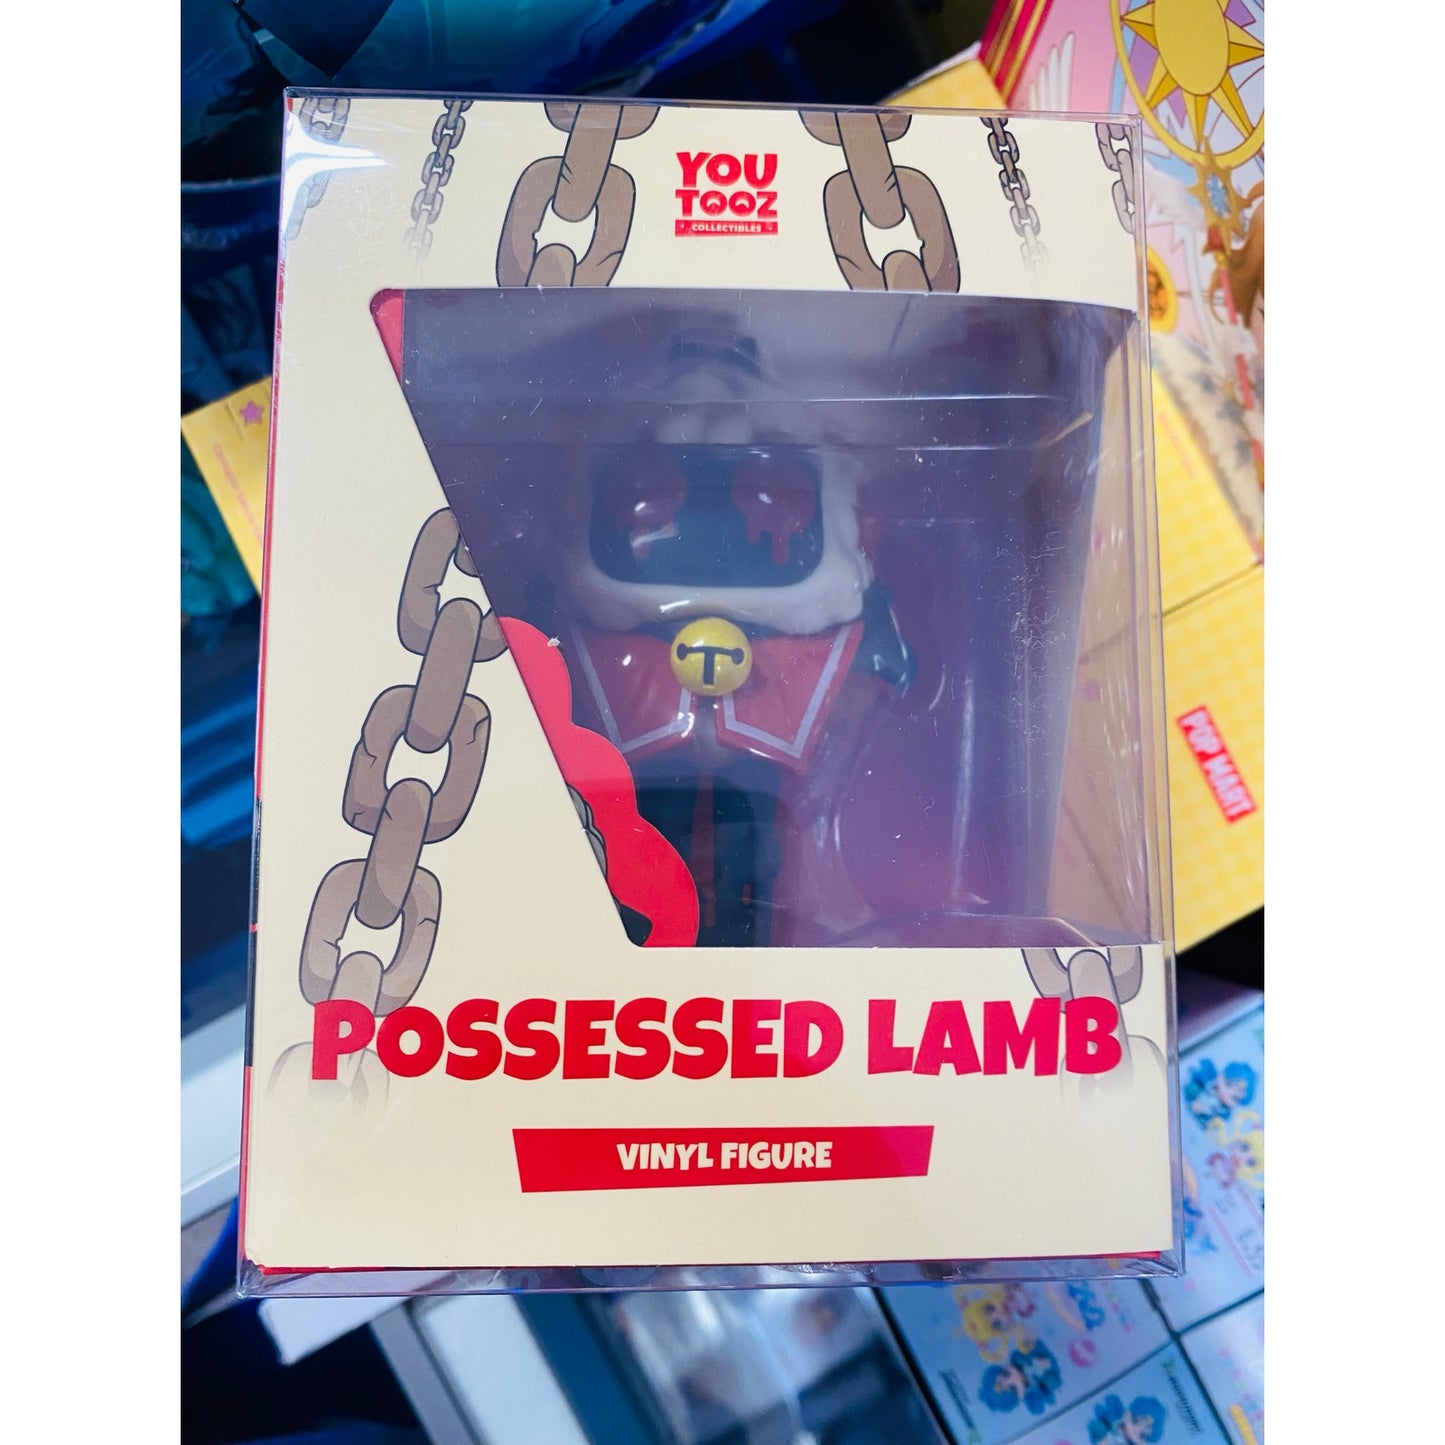 YOU
TOOZ
COLLECTIBLES
T
POP MART
POSSESSED LAMB
VINYL FIGURE